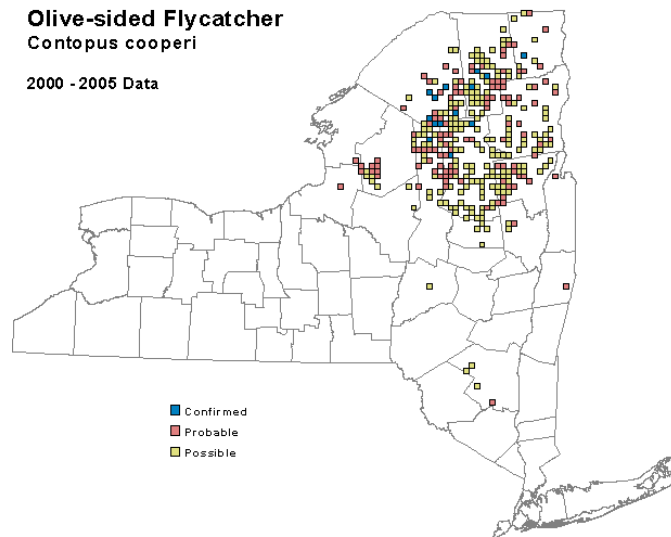 Olive-sided Flycatcher
Contopus cooperi
2000 - 2005 Data
Confirmed
Probable
Possible